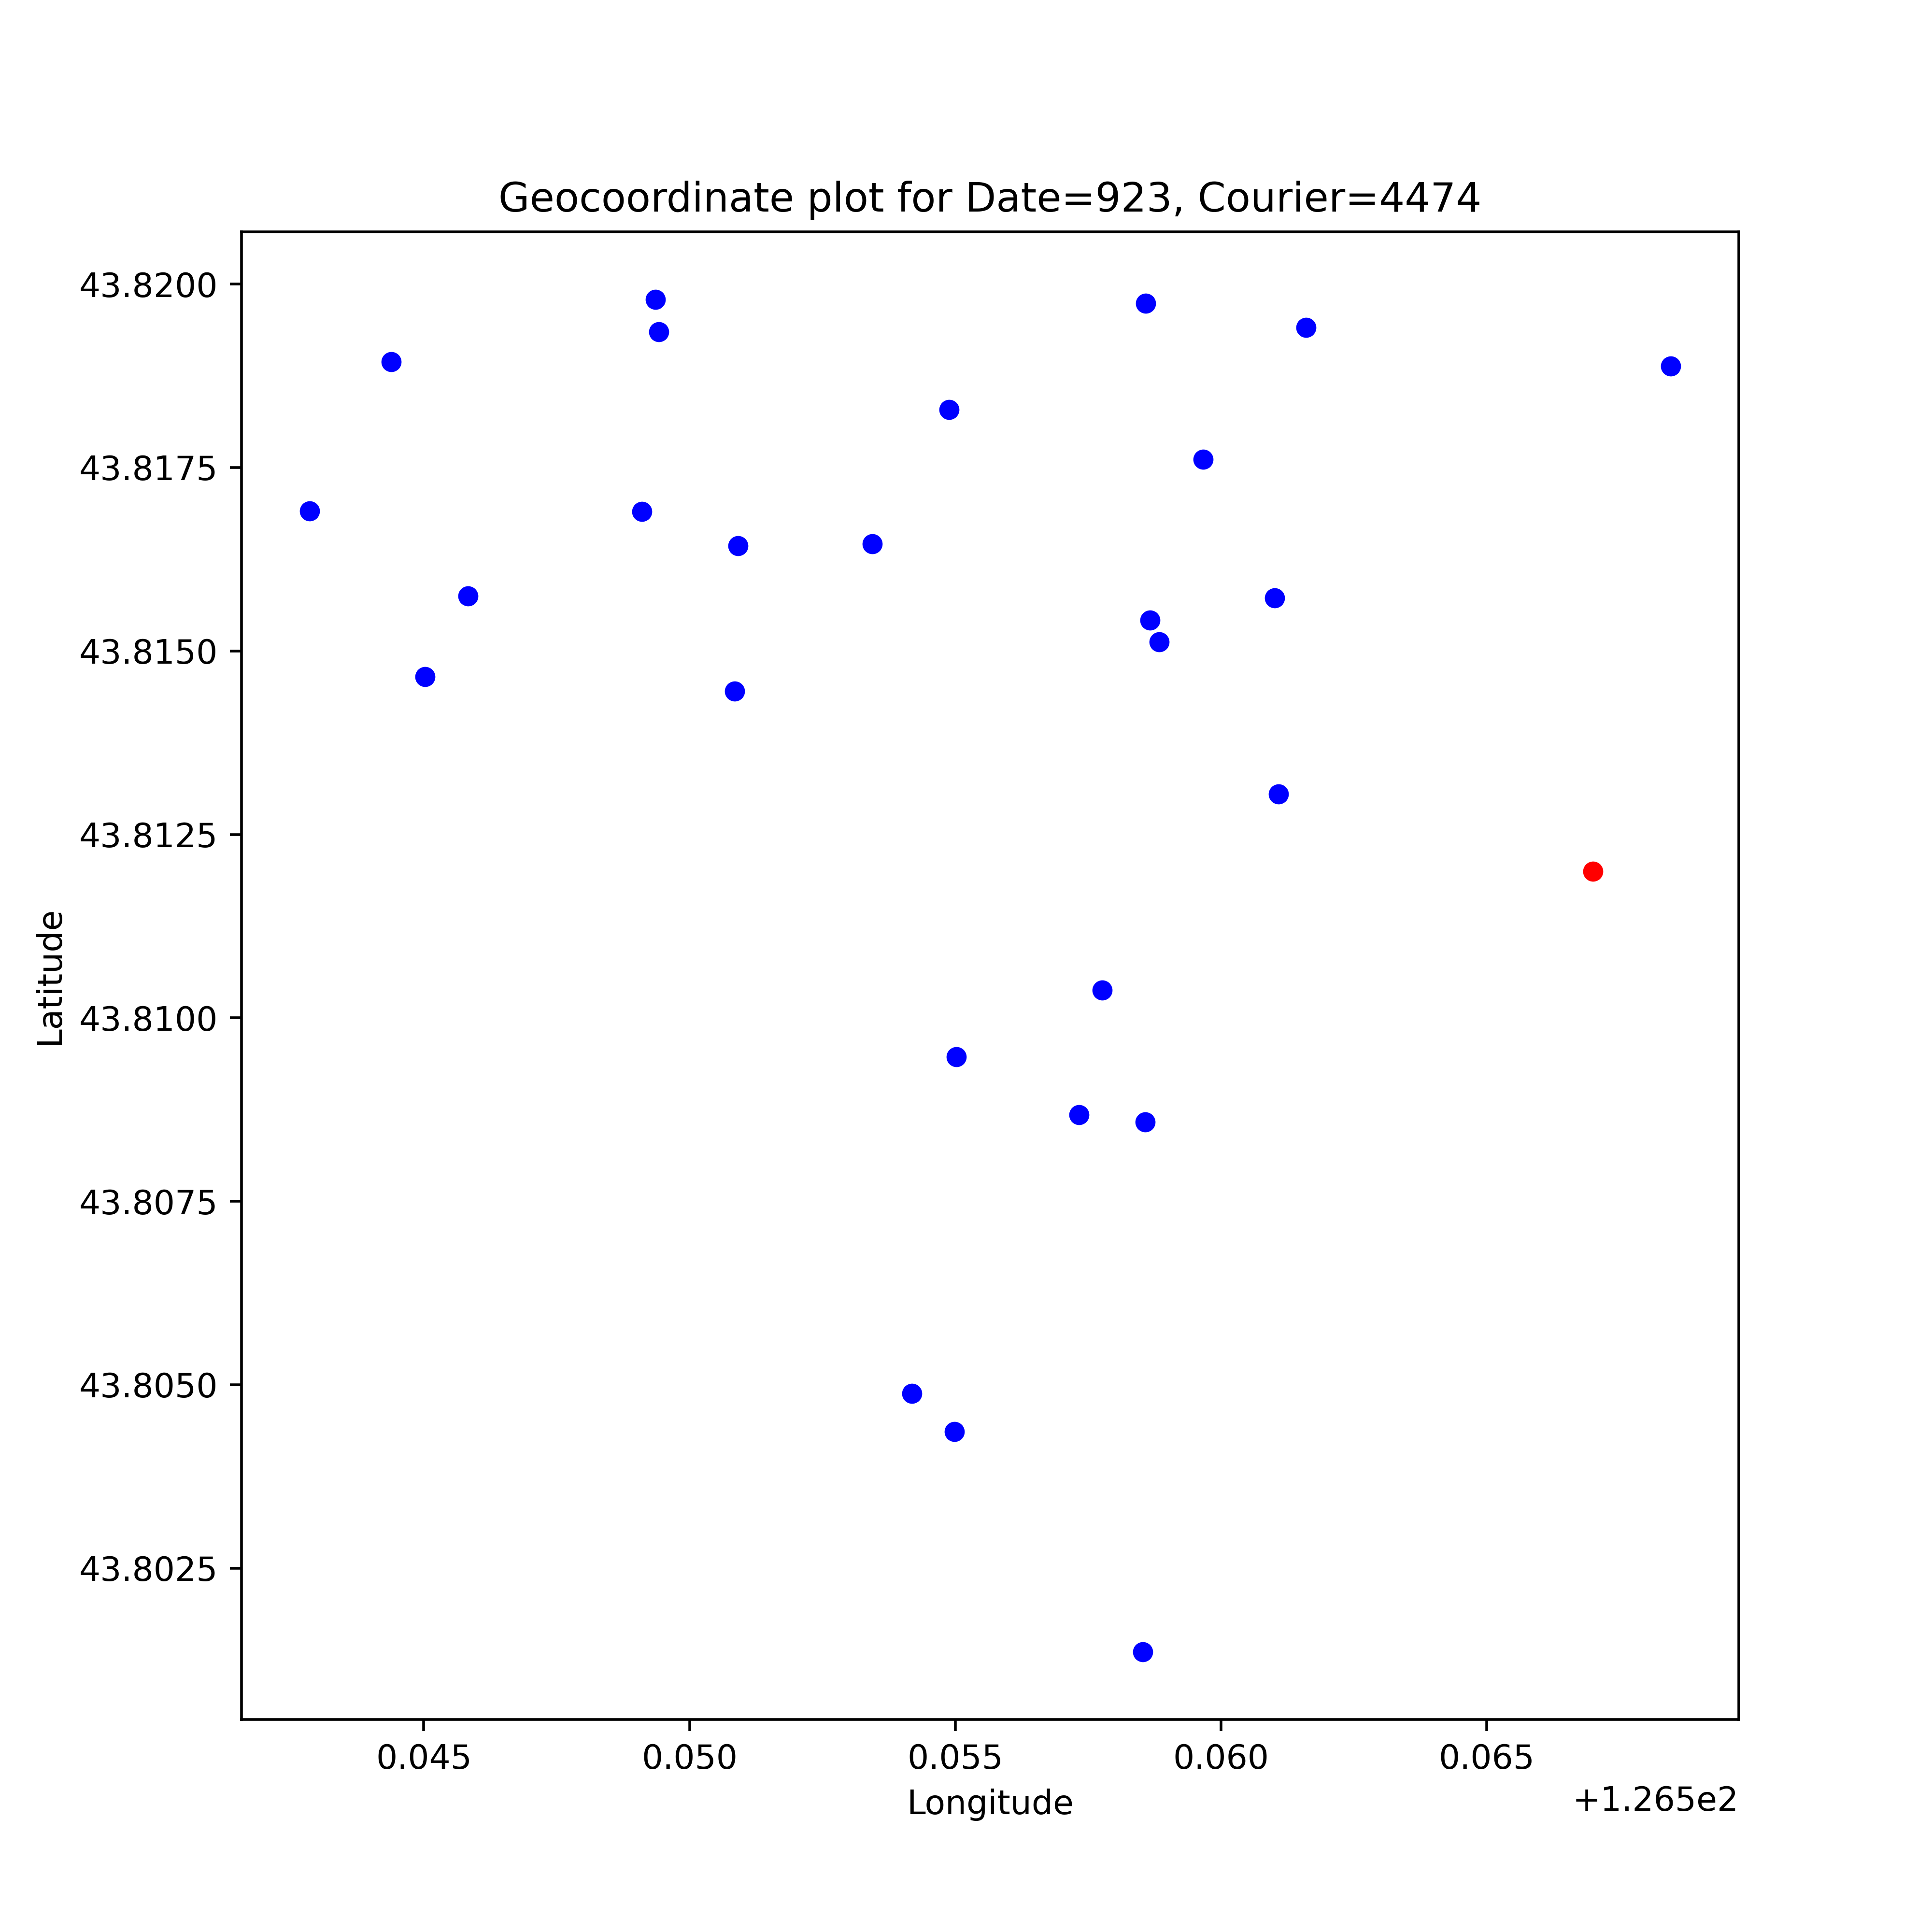 Geocoordinate plot for Date=923, Courier=4474
43.8200
43.8175
43.8150
43.8125
43.8100
43.8075
43.8050
43.8025
Latitude
0.045 0.050 0.055 0.060 0.065
Longitude
+1.265e2